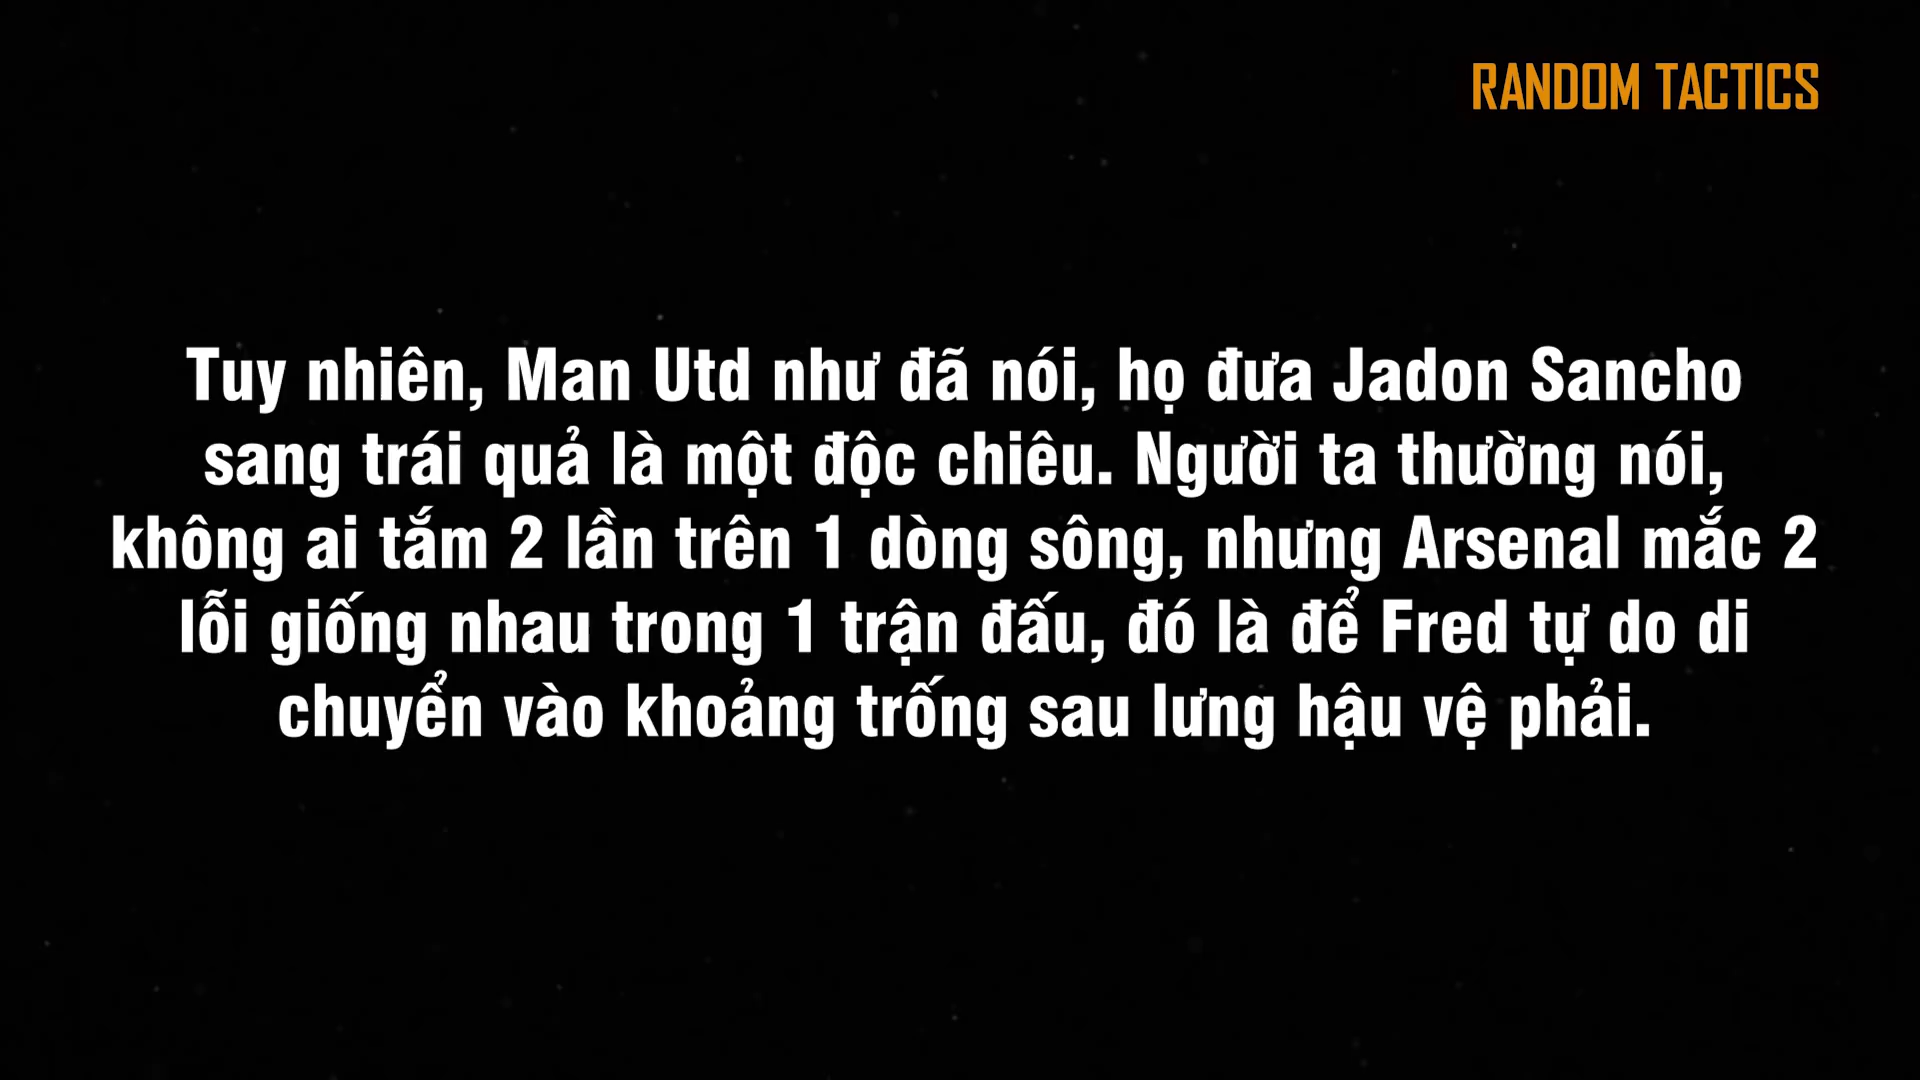 RANDOM TACTICS
Tuy nhiên, Man Utd như đã nói, họ đưa Jadon Sancho
sang trái quả là một độc chiêu. Người ta thường nói,
không ai tắm 2 lần trên 1 dòng sông, nhưng Arsenal mắc 2
lỗi giống nhau trong 1 trận đấu, đó là để Fred tự do di
chuyển vào khoảng trống sau lưng hậu vệ phải.